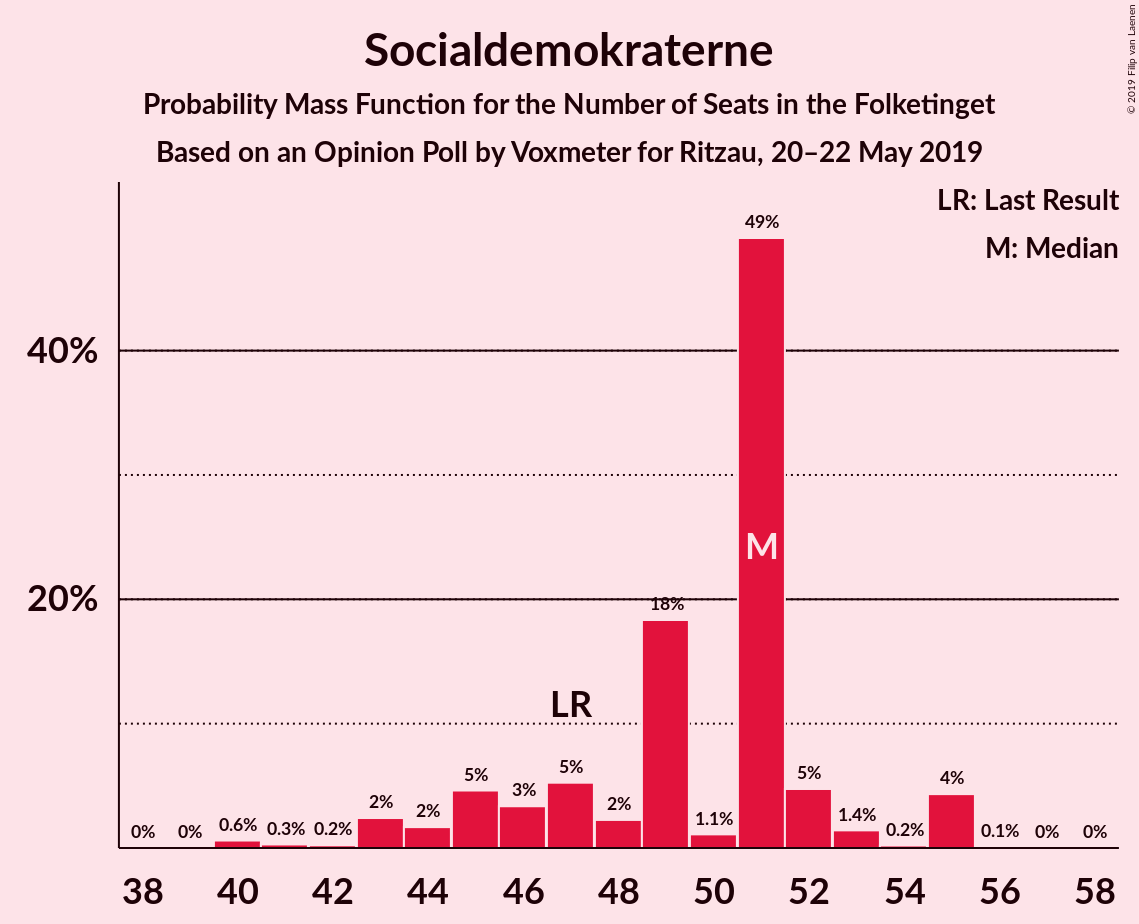 Socialdemokraterne
Probability Mass Function for the Number of Seats in the Folketinget
Based on an Opinion Poll by Voxmeter for Ritzau, 20–22 May 2019
© 2019 Filip van Laenen
LR: Last Result
M: Median
40%
20%
0%
0%
0.6%
0.3%
0.2%
2%
2%
5%
3%
5%
2%
18%
1.1%
49%
5%
1.4%
0.2%
4%
0.1%
0%
0%
LR
M
38 40 42 44 46 48 50 52 54 56 58